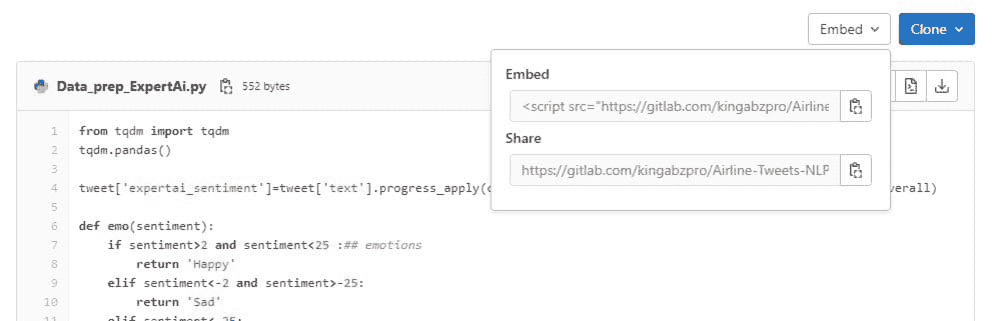 Embed
Clone
Data_prep_ExpertAi.py 552 bytes
Embed
<script src="https://gitlab.com/kingabzpro/Airline
Share
https://gitlab.com/kingabzpro/Airline-Tweets-NLP
1 from tqdm import tqdm
2 tqdm.pandas()
3
4 tweet['expertai_sentiment']=tweet['text'].progress_apply( erall)
5
6 def emo(sentiment):
7 if sentiment>2 and sentiment<25 :## emotions
8 return 'Happy'
9 elif sentiment<-2 and sentiment>-25:
10 return 'Sad'
11 elif sentiment<-25: